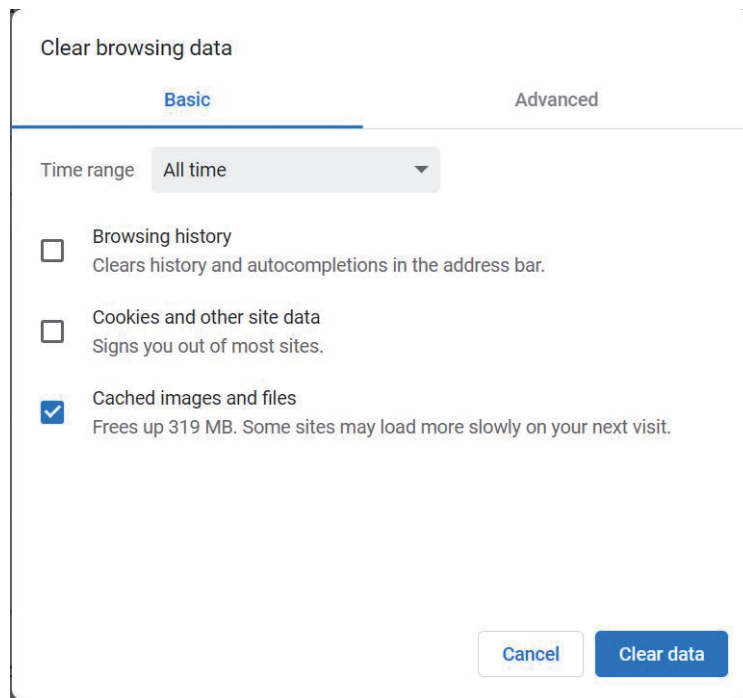 Clear browsing data
Basic
Advanced
Time range
All time
Browsing history
Clears history and autocompletions in the address bar.
Cookies and other site data
Signs you out of most sites.
Cached images and files
Frees up 319 MB. Some sites may load more slowly on your next visit.
Cancel
Clear data